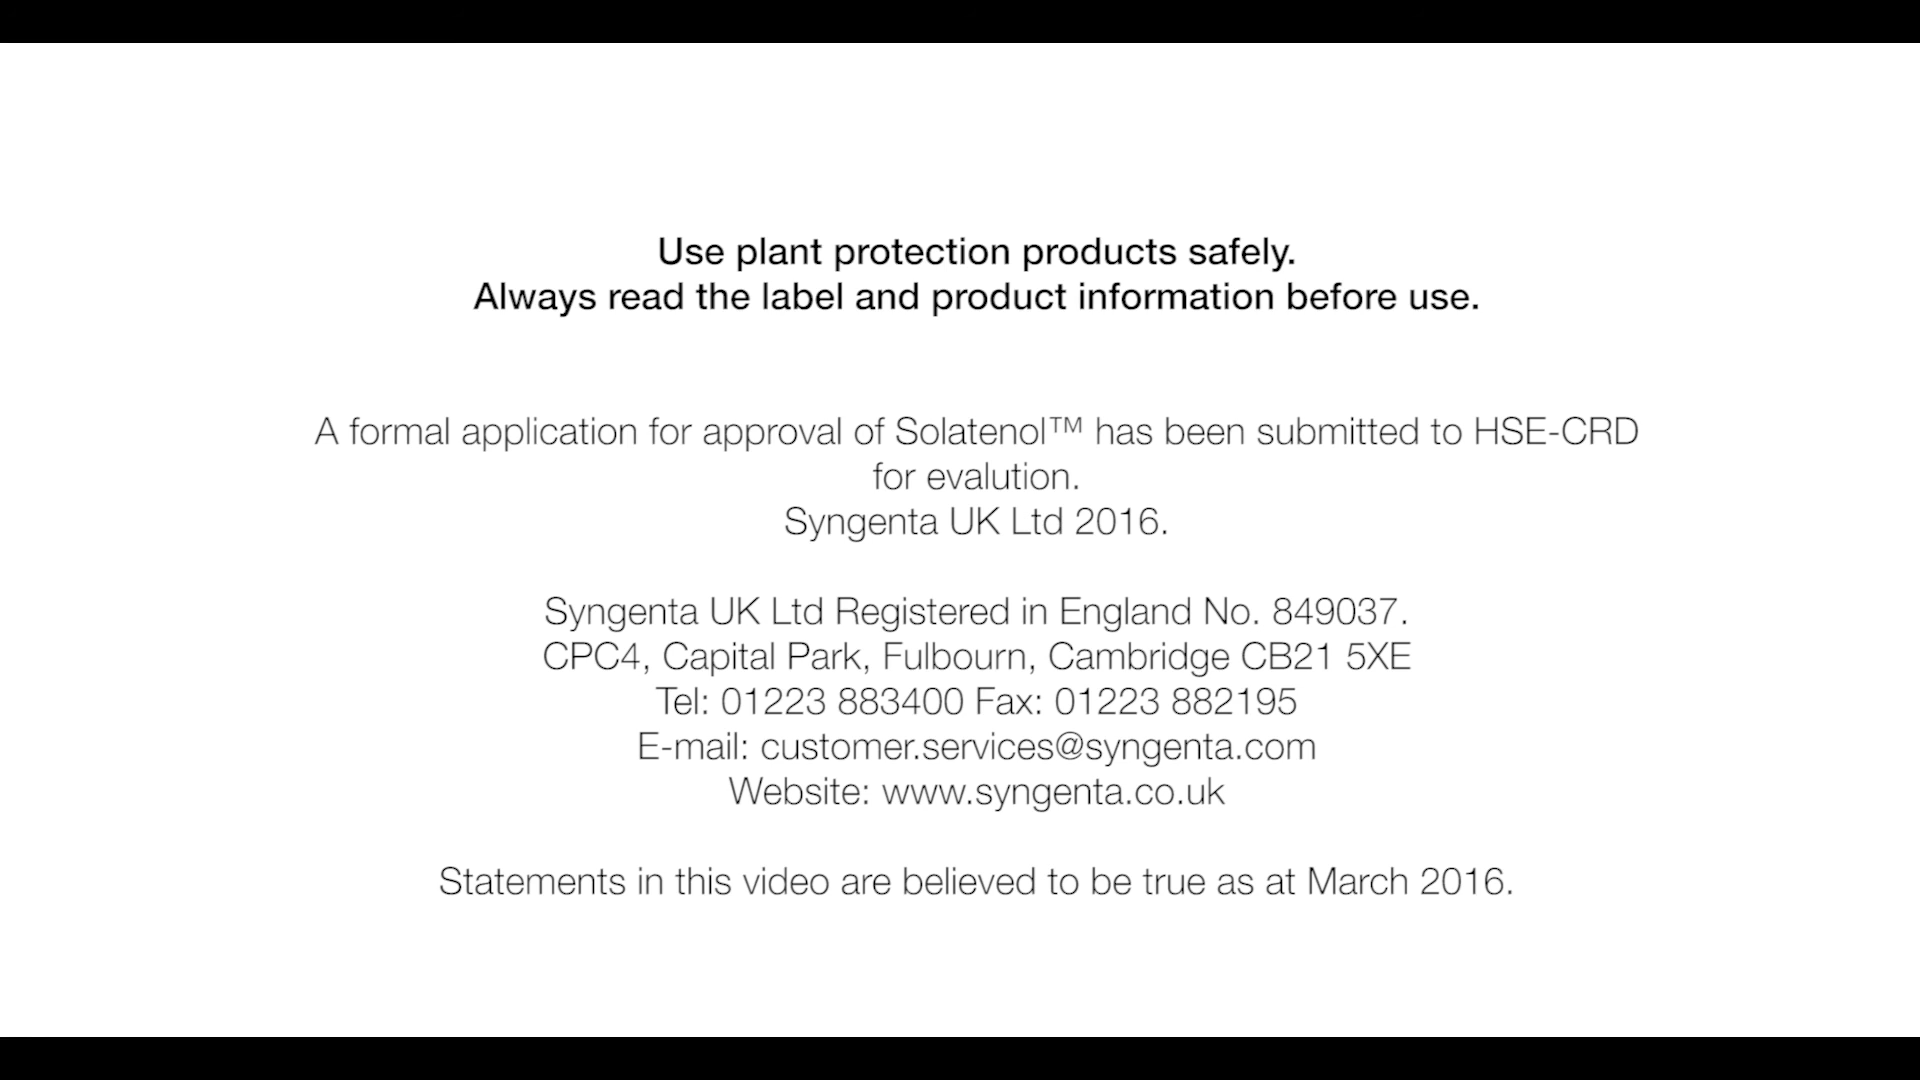 Use plant protection products safely.
Always read the label and product information before use.
A formal application for approval of Solatenol™ has been submitted to HSE-CRD
for evalution.
Syngenta UK Ltd 2016.
Syngenta UK Ltd Registered in England No. 849037.
CPC4, Capital Park, Fulbourn, Cambridge CB21 5XE
Tel: 01223 883400 Fax: 01223 882195
E-mail: customer.services@syngenta.com
Website: www.syngenta.co.uk
Statements in this video are believed to be true as at March 2016.